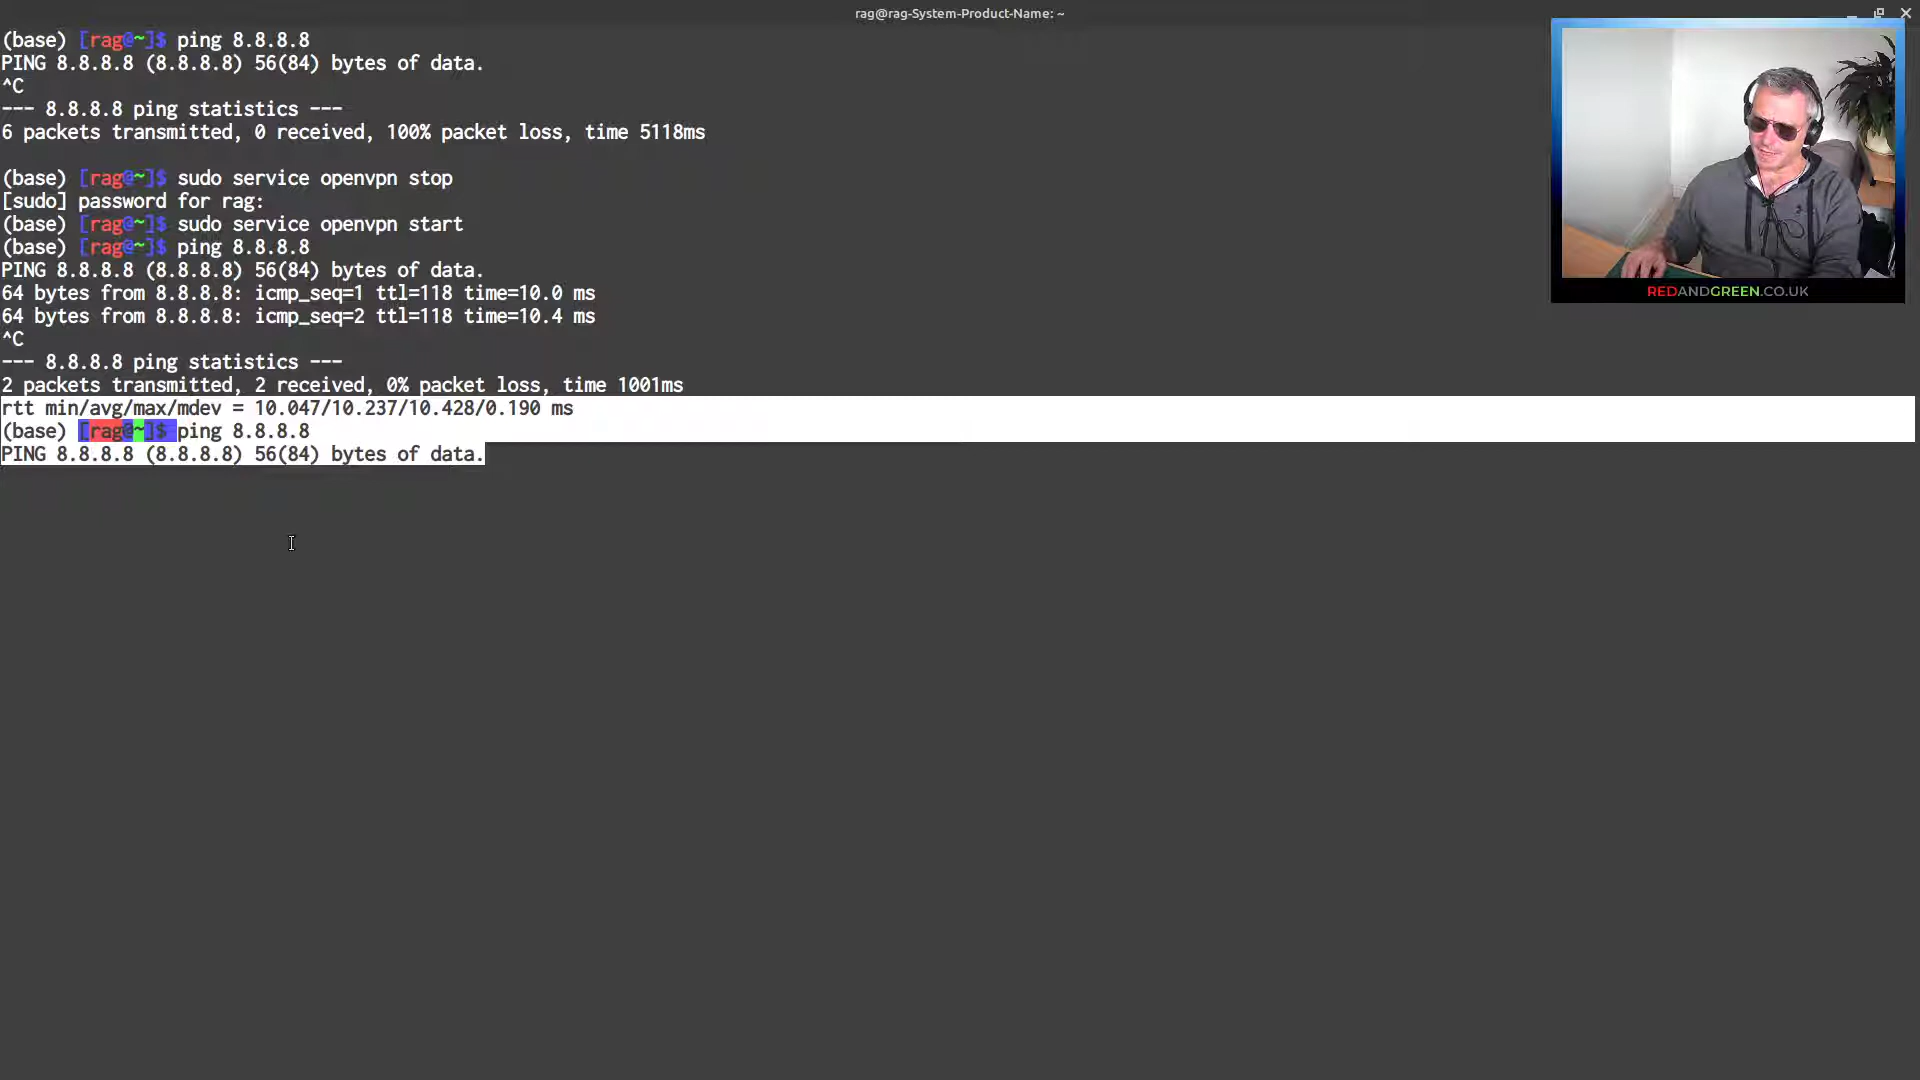 rag@rag-System-Product-Name: ~
(base) [rag@~]$ ping 8.8.8.8
PING 8.8.8.8 (8.8.8.8) 56(84) bytes of data.
^C
--- 8.8.8.8 ping statistics ---
6 packets transmitted, 0 received, 100% packet loss, time 5118ms
(base) [rag@~]$ sudo service openvpn stop
[sudo] password for rag:
(base) [rag@~]$ sudo service openvpn start
(base) [rag@~]$ ping 8.8.8.8
PING 8.8.8.8 (8.8.8.8) 56(84) bytes of data.
64 bytes from 8.8.8.8: icmp_seq=1 ttl=118 time=10.0 ms
64 bytes from 8.8.8.8: icmp_seq=2 ttl=118 time=10.4 ms
^C
--- 8.8.8.8 ping statistics ---
2 packets transmitted, 2 received, 0% packet loss, time 1001ms
rtt min/avg/max/mdev = 10.047/10.237/10.428/0.190 ms
(base) [rag@~]$ ping 8.8.8.8
PING 8.8.8.8 (8.8.8.8) 56(84) bytes of data.
REDANDGREEN.CO.UK